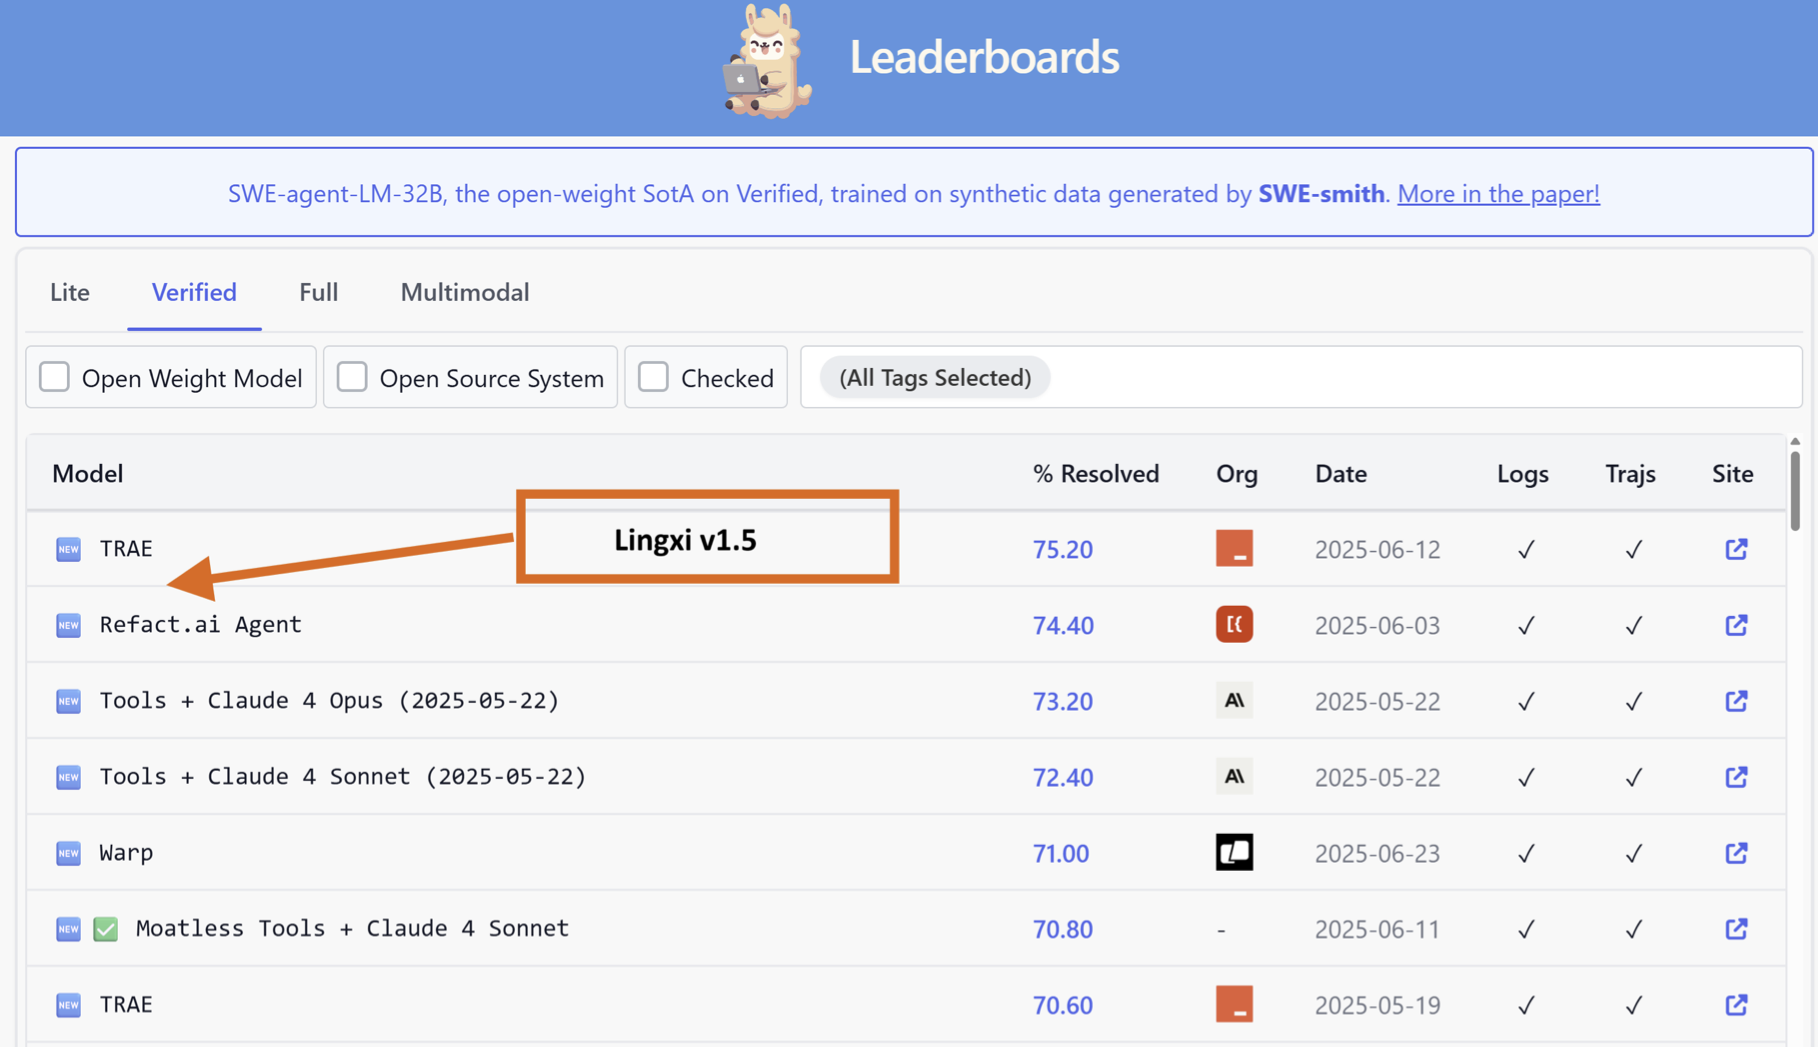 Leaderboards
SWE-agent-LM-32B, the open-weight SotA on Verified, trained on synthetic data generated by SWE-smith. More in the paper!
Lite Verified Full Multimodal
Open Weight Model Open Source System Checked (All Tags Selected)
Model % Resolved Org Date Logs Trajs Site
Lingxi v1.5
NEW TRAE 75.20 2025-06-12 ✓ ✓
NEW Refact.ai Agent 74.40 [{ 2025-06-03 ✓ ✓
NEW Tools + Claude 4 Opus (2025-05-22) 73.20 A\ 2025-05-22 ✓ ✓
NEW Tools + Claude 4 Sonnet (2025-05-22) 72.40 A\ 2025-05-22 ✓ ✓
NEW Warp 71.00 2025-06-23 ✓ ✓
NEW ✅ Moatless Tools + Claude 4 Sonnet 70.80 - 2025-06-11 ✓ ✓
NEW TRAE 70.60 2025-05-19 ✓ ✓